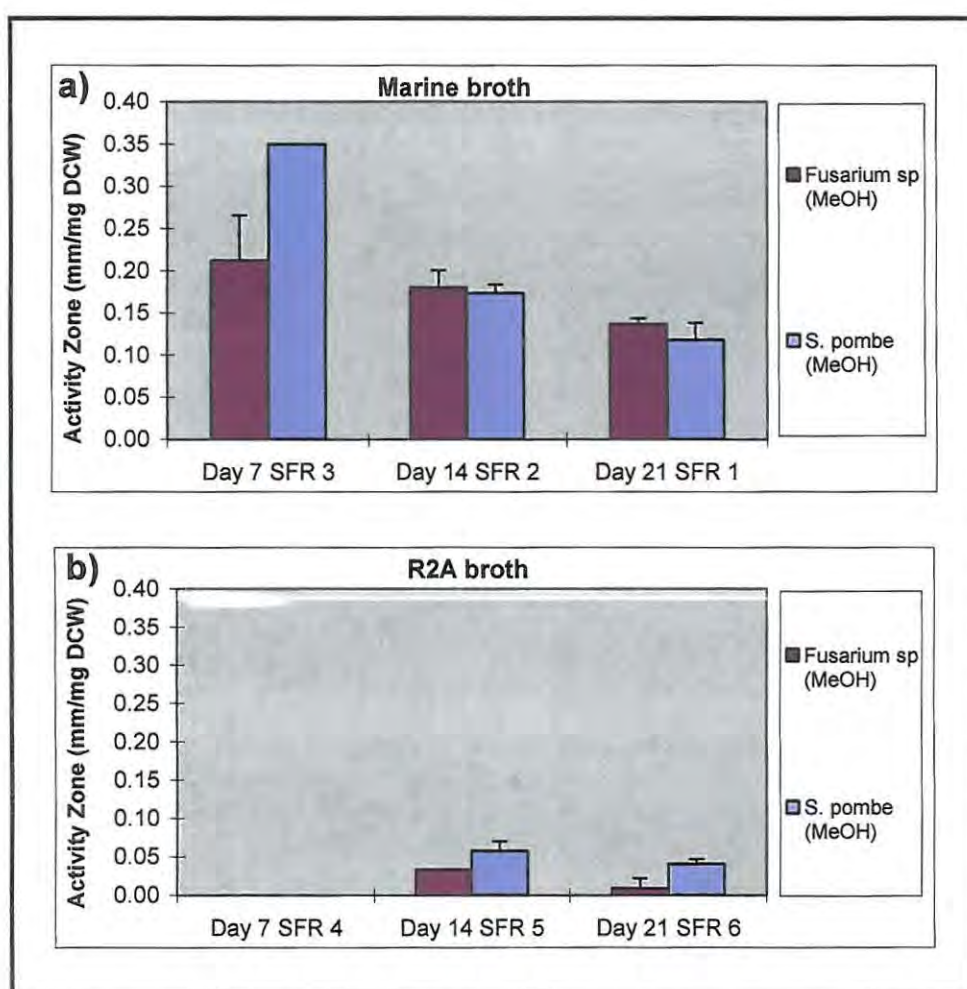 a)
Marine broth
Activity Zone (mm/mg DCW)
0.40
0.35
0.30
0.25
0.20
0.15
0.10
0.05
0.00
Day 7 SFR 3 Day 14 SFR 2 Day 21 SFR 1
Fusarium sp
(MeOH)
S. pombe
(MeOH)
b)
R2A broth
Activity Zone (mm/mg DCW)
0.40
0.35
0.30
0.25
0.20
0.15
0.10
0.05
0.00
Day 7 SFR 4 Day 14 SFR 5 Day 21 SFR 6
Fusarium sp
(MeOH)
S. pombe
(MeOH)